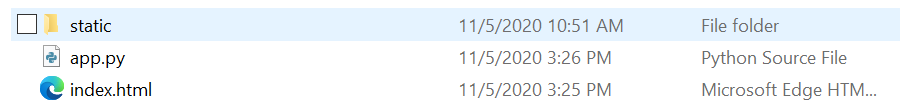 static 11/5/2020 10:51 AM File folder
app.py 11/5/2020 3:26 PM Python Source File
index.html 11/5/2020 3:25 PM Microsoft Edge HTM...